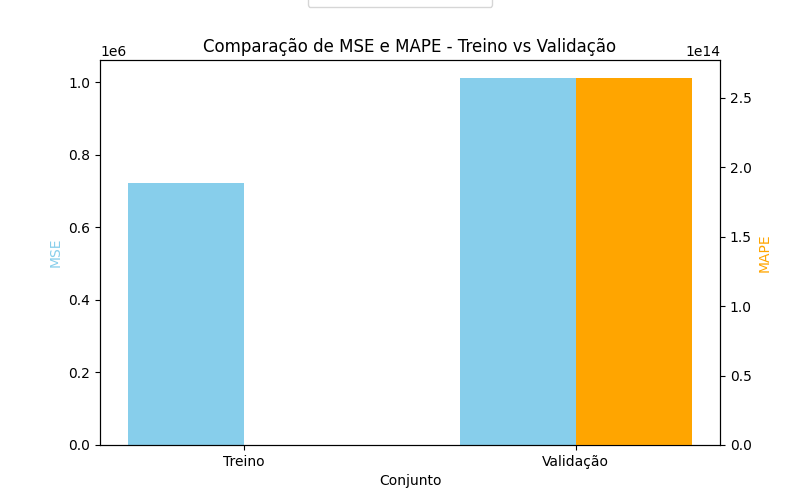 Comparação de MSE e MAPE - Treino vs Validação
1e6
1e14
1.0
0.8
0.6
0.4
0.2
0.0
MSE
2.5
2.0
1.5
1.0
0.5
0.0
MAPE
Treino
Validação
Conjunto